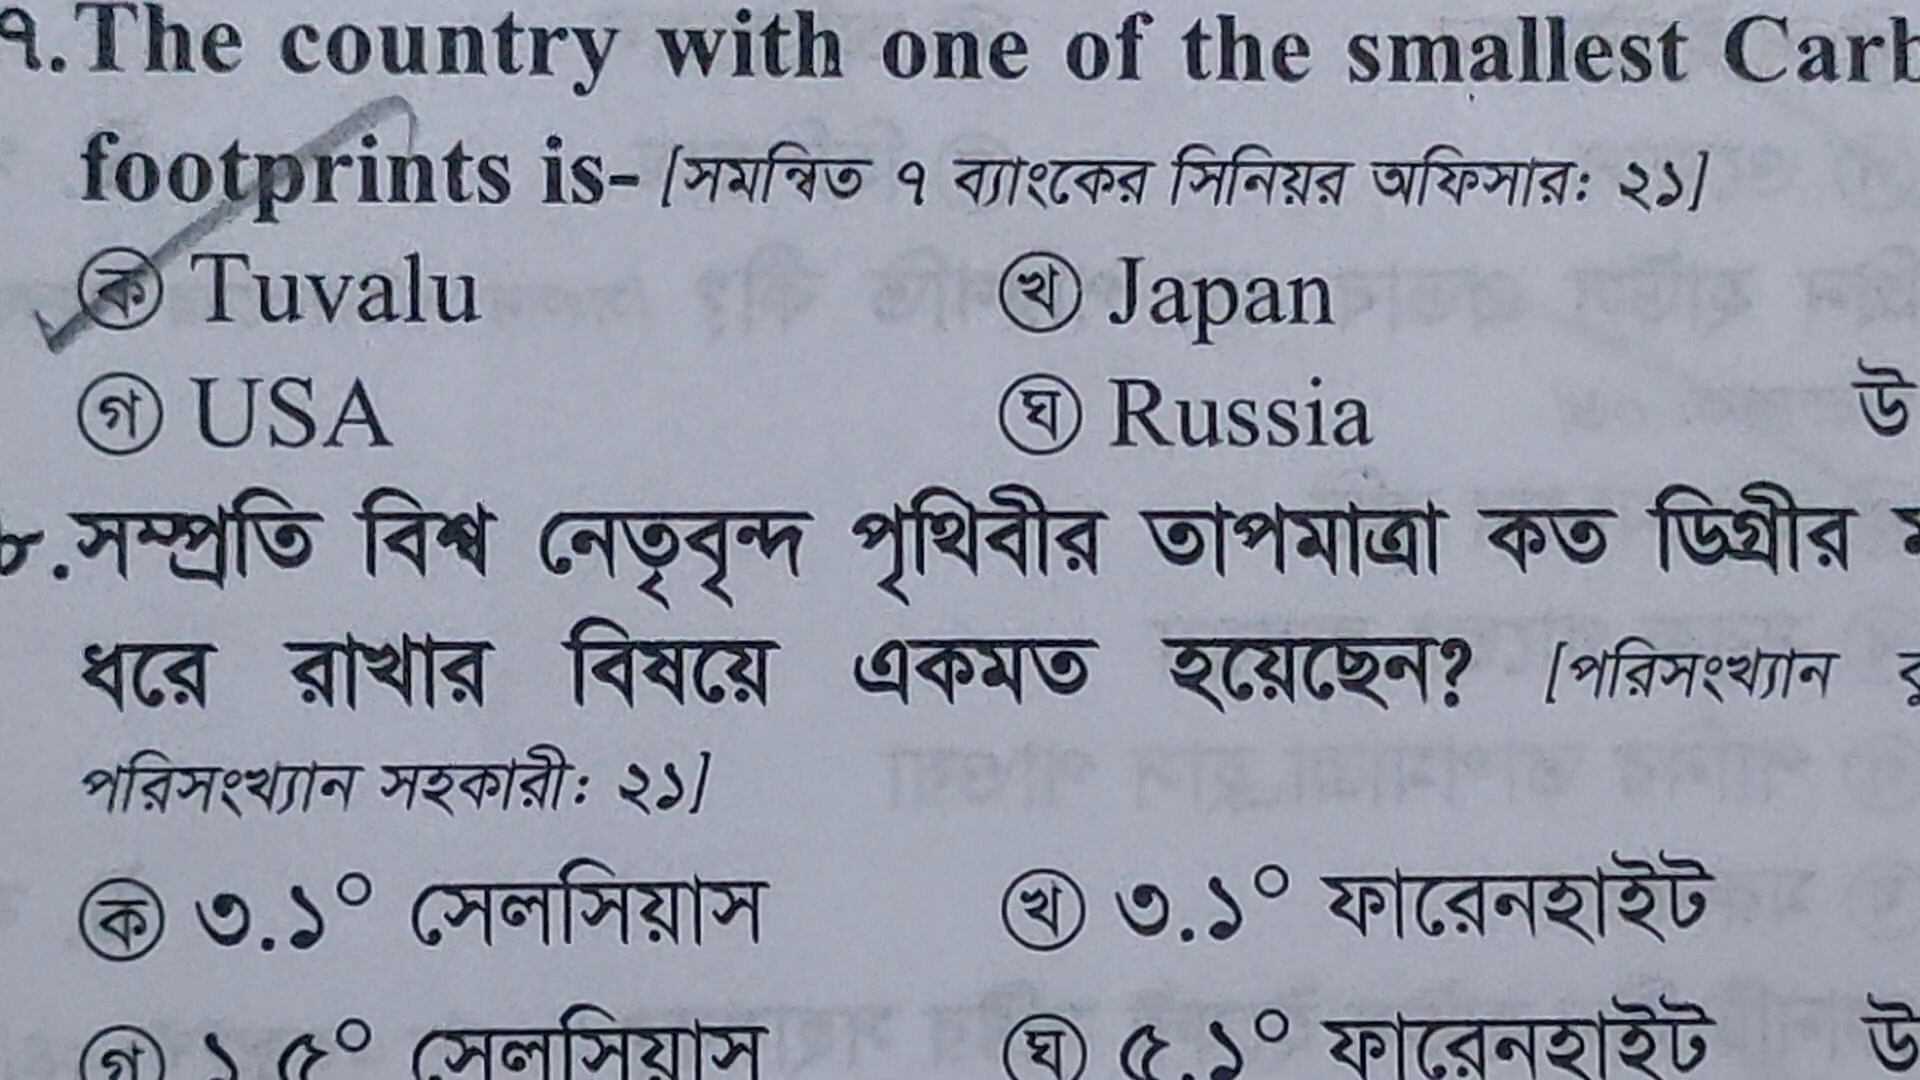 ৭.The country with one of the smallest Carb
footprints is- [সমন্বিত ৭ ব্যাংকের সিনিয়র অফিসার: ২১]
ক Tuvalu খ Japan
গ USA ঘ Russia উ
৮.সম্প্রতি বিশ্ব নেতৃবৃন্দ পৃথিবীর তাপমাত্রা কত ডিগ্রীর
ধরে রাখার বিষয়ে একমত হয়েছেন? [পরিসংখ্যান
পরিসংখ্যান সহকারী: ২১]
ক ৩.১° সেলসিয়াস খ ৩.১° ফারেনহাইট
গ ১.৫° সেলসিয়াস ঘ ৫.১° ফারেনহাইট উ